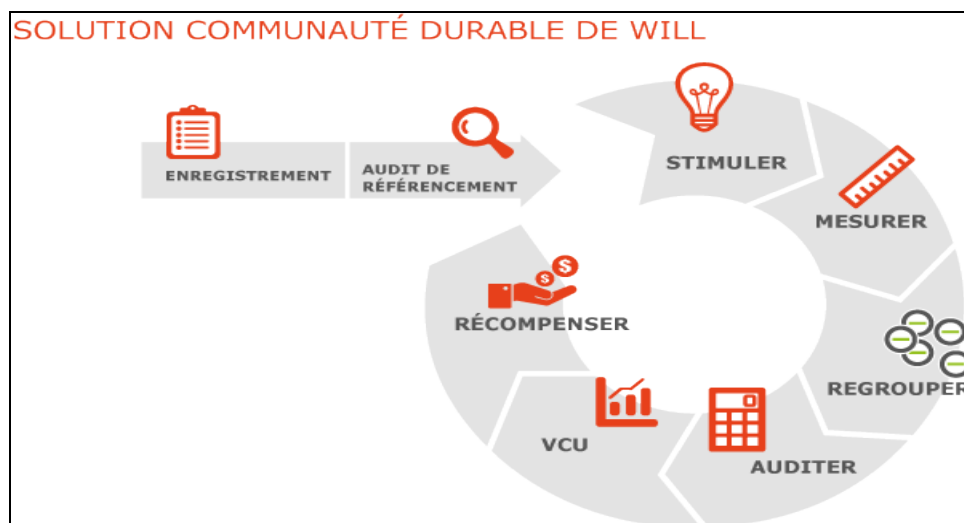 SOLUTION COMMUNAUTÉ DURABLE DE WILL
ENREGISTREMENT
AUDIT DE
RÉFÉRENCEMENT
STIMULER
MESURER
REGROUPER
AUDITER
VCU
RÉCOMPENSER